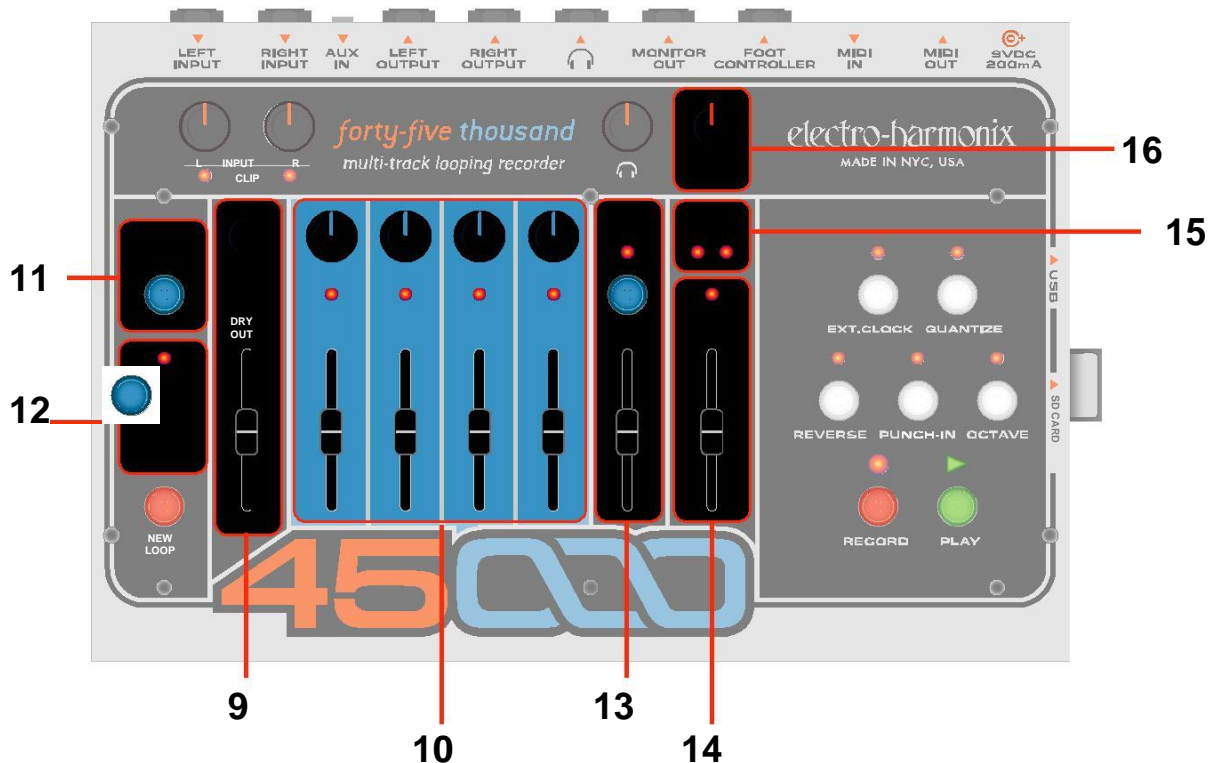 LEFT INPUT
RIGHT INPUT
AUX IN
LEFT OUTPUT
RIGHT OUTPUT
MONITOR OUT
FOOT CONTROLLER
MIDI IN
MIDI OUT
9VDC 200mA
forty-five thousand
multi-track looping recorder
electro-harmonix
MADE IN NYC, USA
L INPUT R
CLIP
16
15
11
DRY
OUT
USB
EXT.CLOCK QUANTIZE
12
SD CARD
REVERSE PUNCH-IN OCTAVE
NEW
LOOP
RECORD PLAY
45000
9
10
13
14